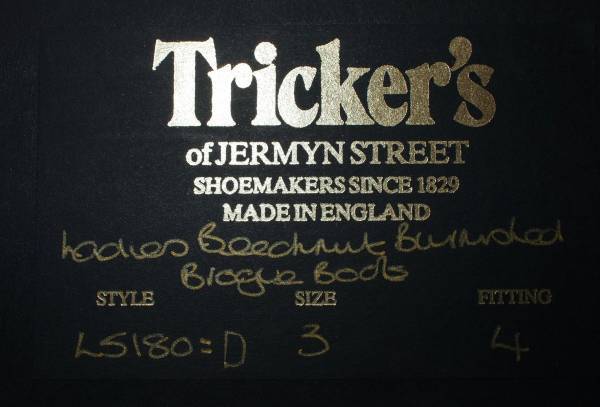 Tricker's
of JERMYN STREET
SHOEMAKERS SINCE 1829
MADE IN ENGLAND
Ladies Beechnut Burnished
Brogue Boots
STYLE SIZE FITTING
L5180=D 3 4